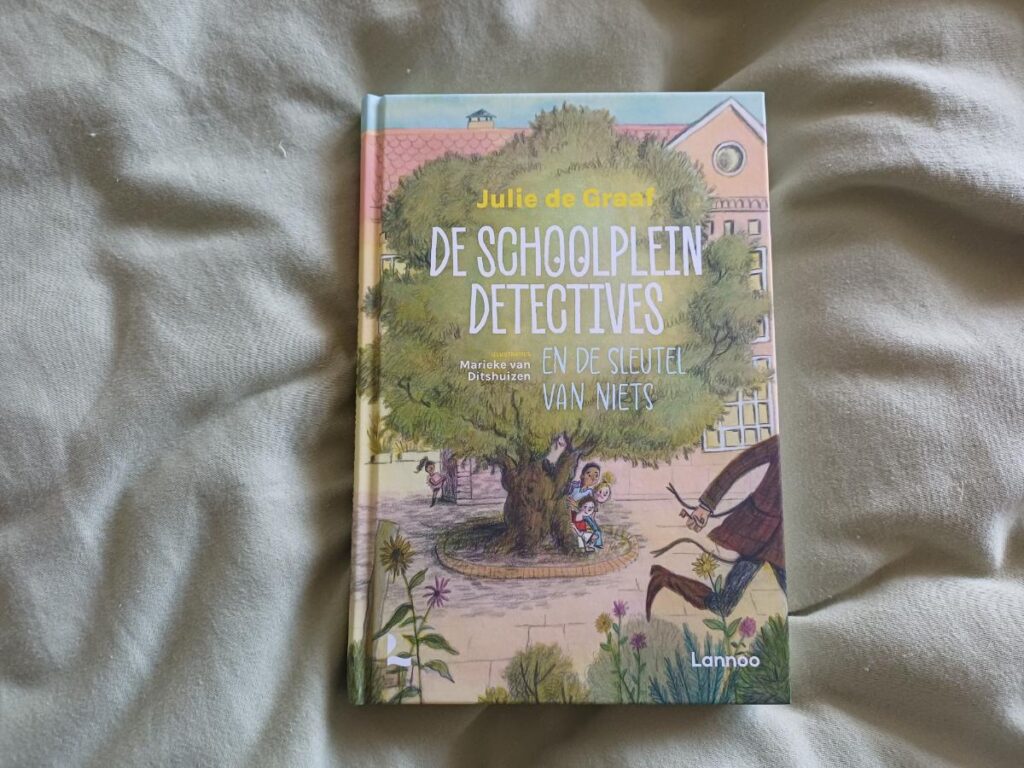 Julie de Graaf
DE SCHOOLPLEIN
DETECTIVES
ILLUSTRATIES
Marieke van
Ditshuizen
EN DE SLEUTEL
VAN NIETS
Lannoo